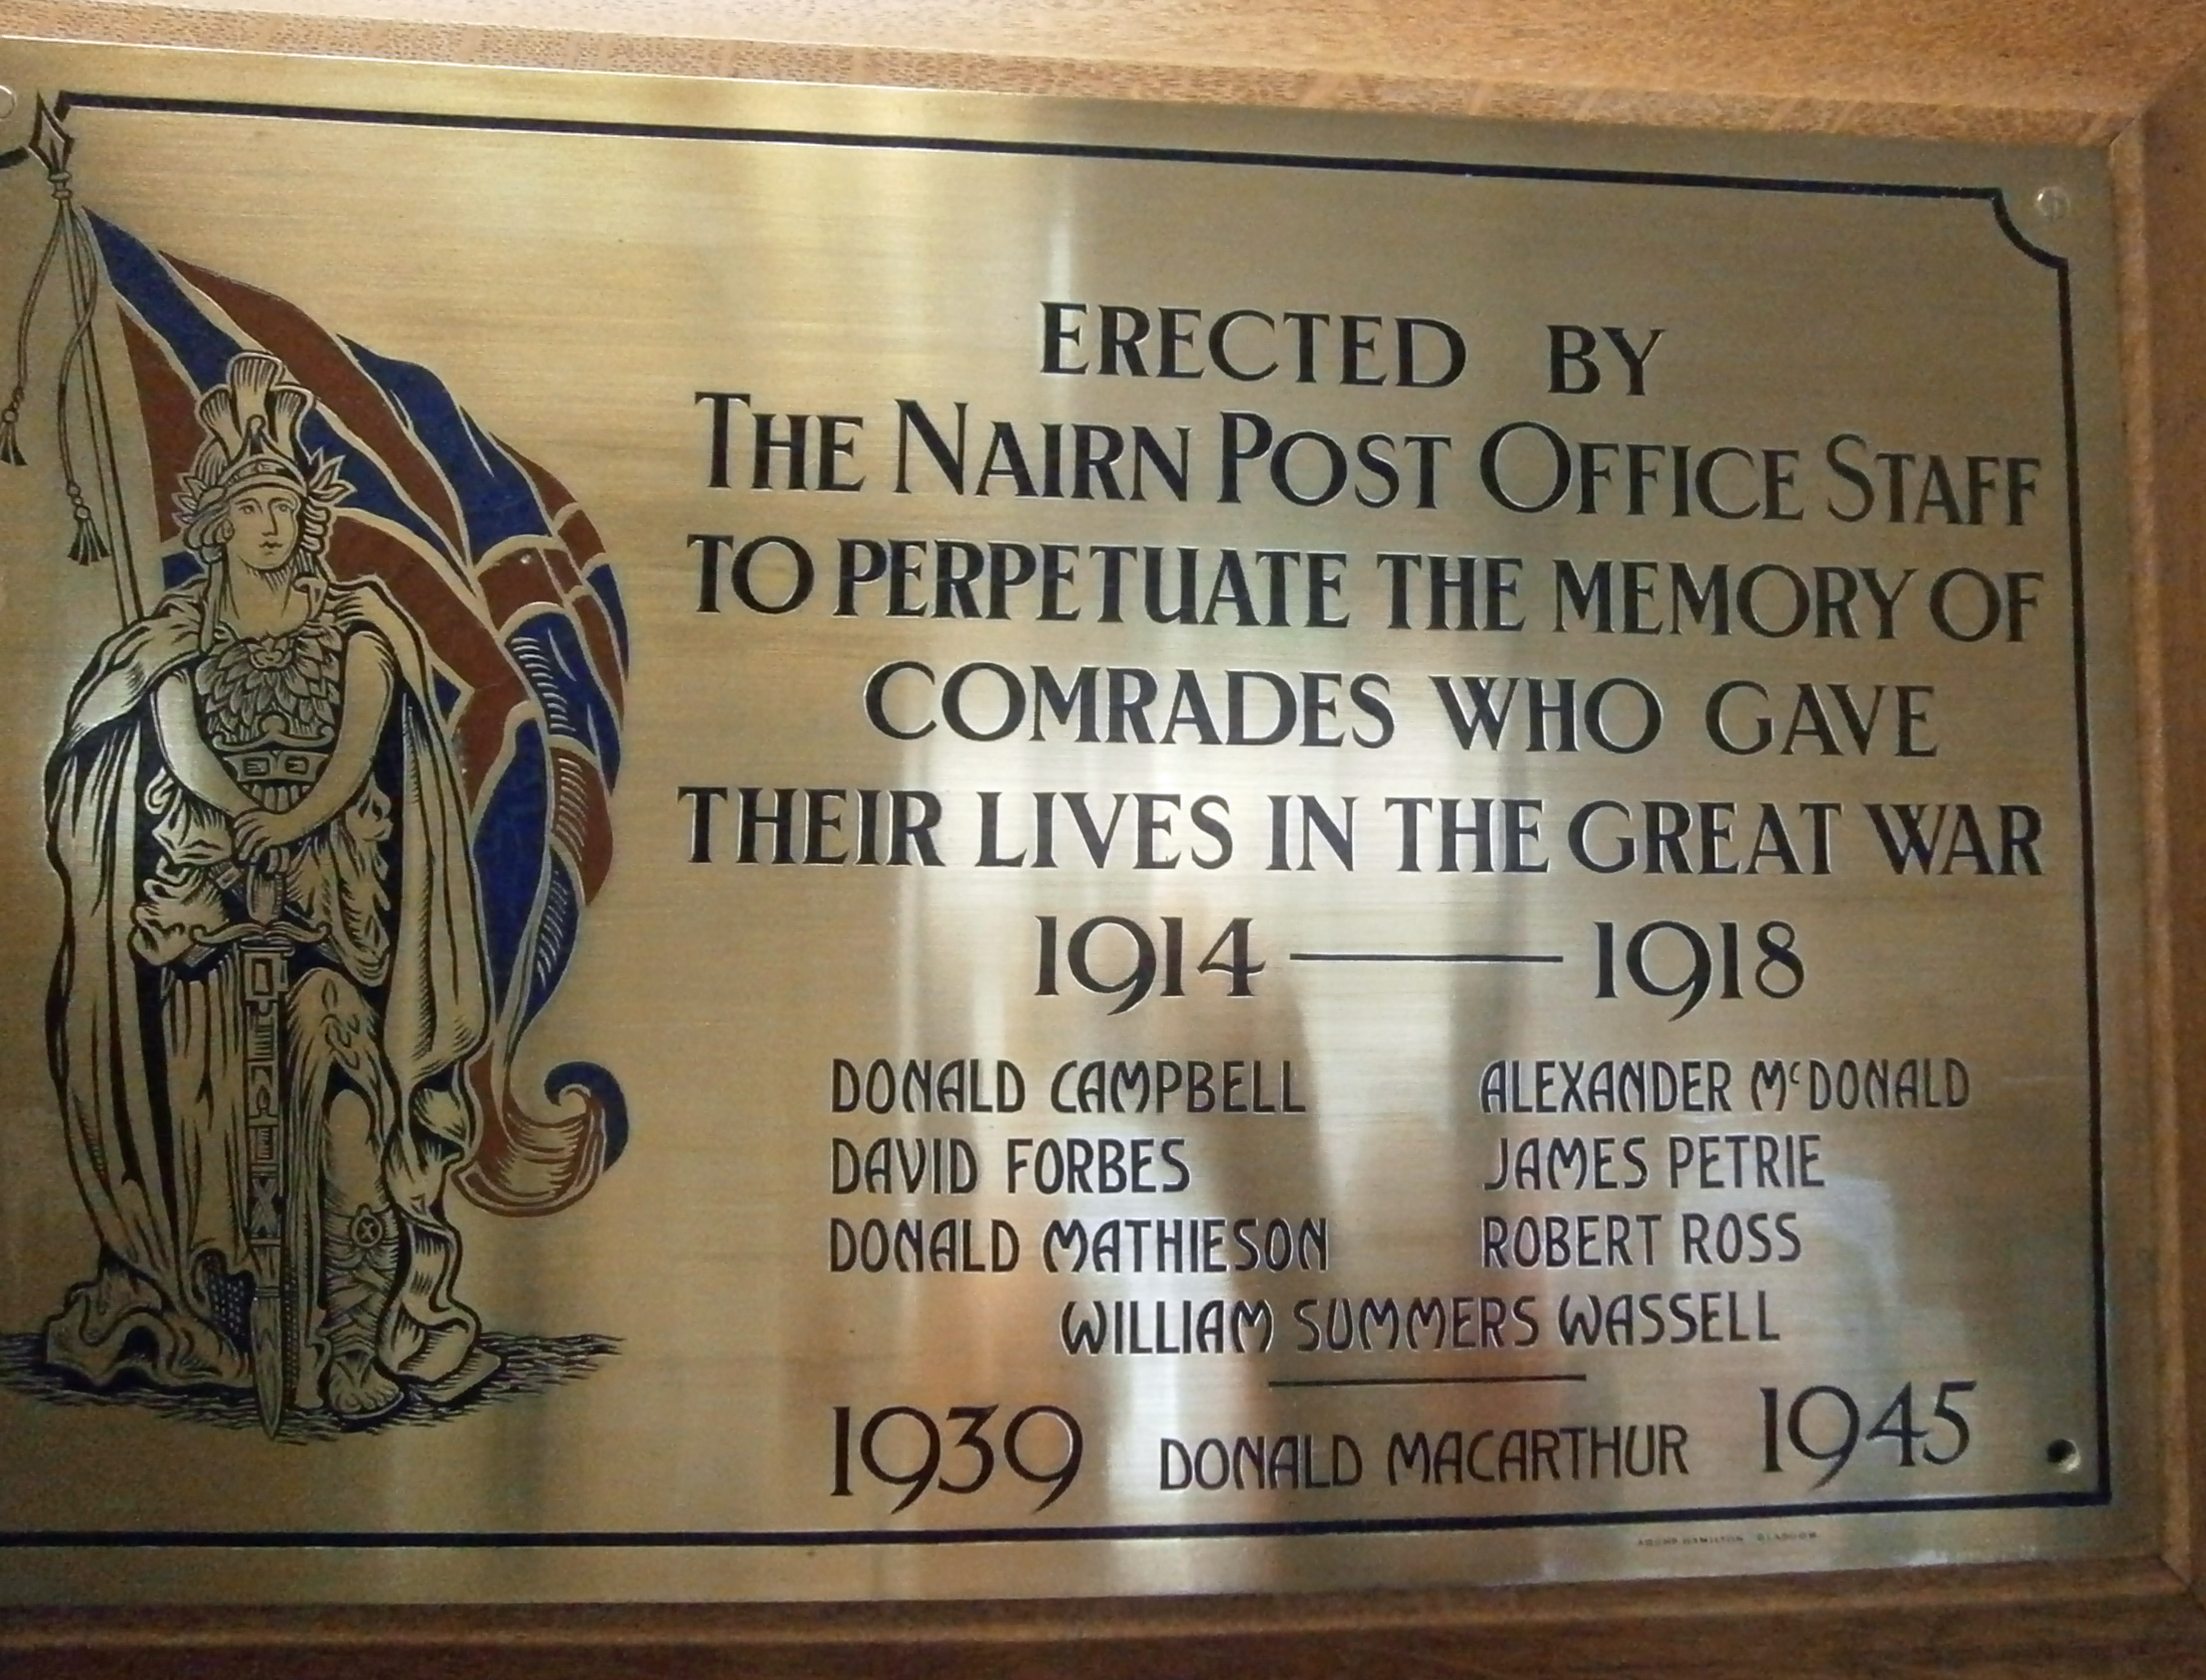 ERECTED BY
THE NAIRN POST OFFICE STAFF
TO PERPETUATE THE MEMORY OF
COMRADES WHO GAVE
THEIR LIVES IN THE GREAT WAR
1914 — 1918
DONALD CAMPBELL ALEXANDER McDONALD
DAVID FORBES JAMES PETRIE
DONALD MATHIESON ROBERT ROSS
WILLIAM SUMMERS WASSELL
1939 DONALD MACARTHUR 1945
HAMILTON GLASGOW